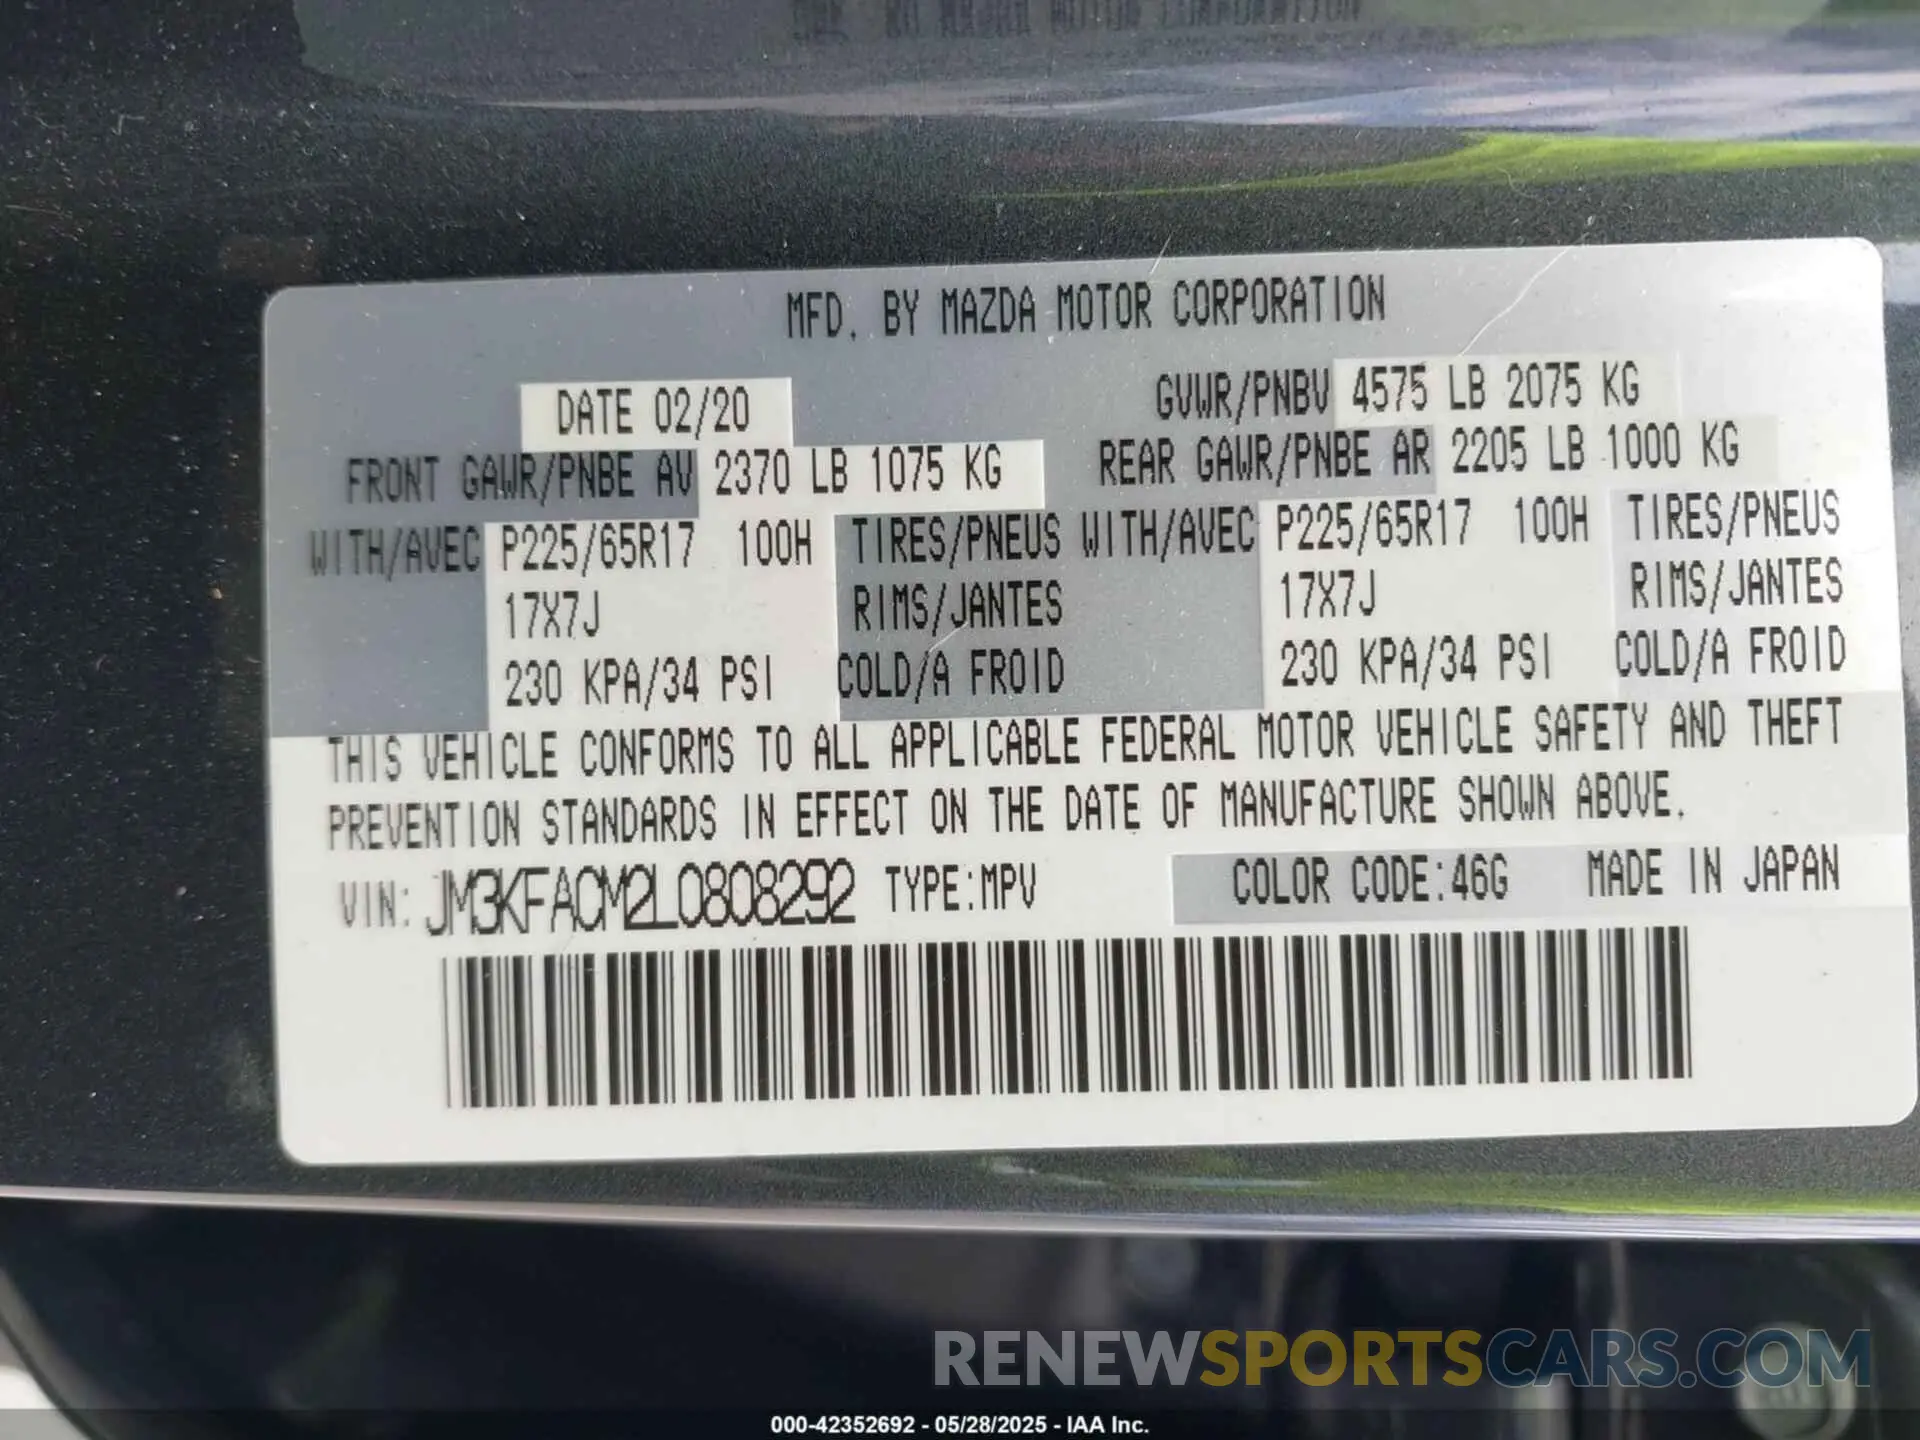 MFD. BY MAZDA MOTOR CORPORATION
DATE 02/20 GVWR/PNBV 4575 LB 2075 KG
FRONT GAWR/PNBE AV 2370 LB 1075 KG REAR GAWR/PNBE AR 2205 LB 1000 KG
WITH/AVEC P225/65R17 100H TIRES/PNEUS WITH/AVEC P225/65R17 100H TIRES/PNEUS
17X7J RIMS/JANTES 17X7J RIMS/JANTES
230 KPA/34 PSI COLD/A FROID 230 KPA/34 PSI COLD/A FROID
THIS VEHICLE CONFORMS TO ALL APPLICABLE FEDERAL MOTOR VEHICLE SAFETY AND THEFT
PREVENTION STANDARDS IN EFFECT ON THE DATE OF MANUFACTURE SHOWN ABOVE.
VIN: JM3KFACM2L0808292 TYPE:MPV COLOR CODE:46G MADE IN JAPAN
RENEWSPORTSCARS.COM
000-42352692 - 05/28/2025 - IAA Inc.